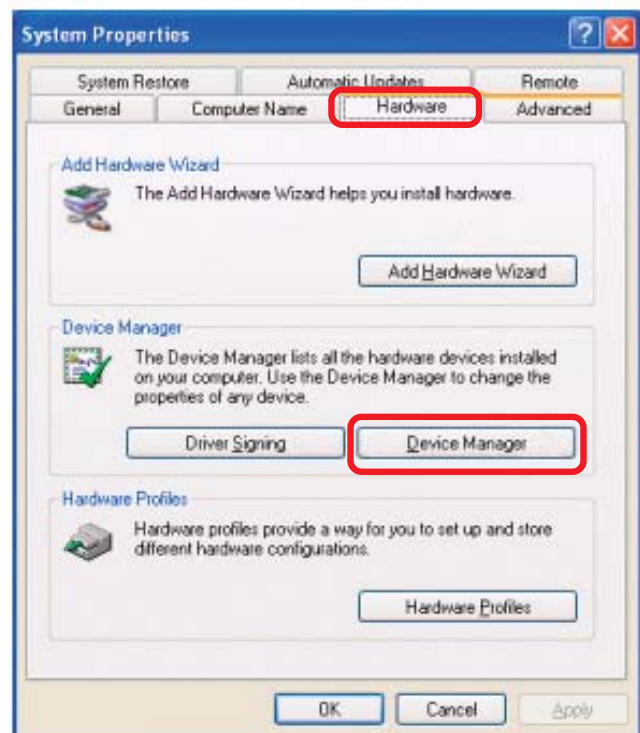 System Properties
System Restore Automatic Updates Remote
General Computer Name Hardware Advanced
Add Hardware Wizard
The Add Hardware Wizard helps you install hardware.
Add Hardware Wizard
Device Manager
The Device Manager lists all the hardware devices installed
on your computer. Use the Device Manager to change the
properties of any device.
Driver Signing Device Manager
Hardware Profiles
Hardware profiles provide a way for you to set up and store
different hardware configurations.
Hardware Profiles
OK Cancel Apply